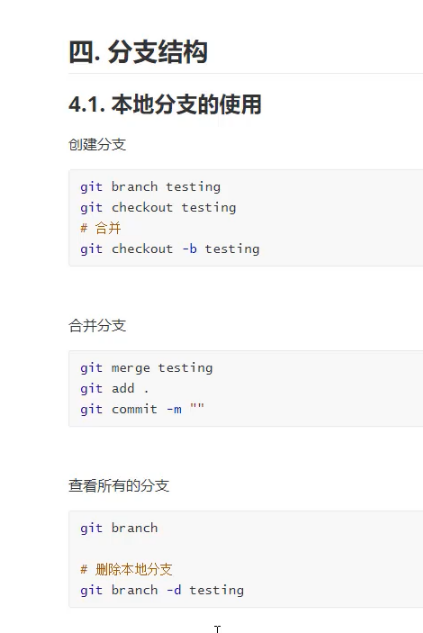 四. 分支结构
4.1. 本地分支的使用
创建分支
git branch testing
git checkout testing
# 合并
git checkout -b testing
合并分支
git merge testing
git add .
git commit -m ""
查看所有的分支
git branch
# 删除本地分支
git branch -d testing